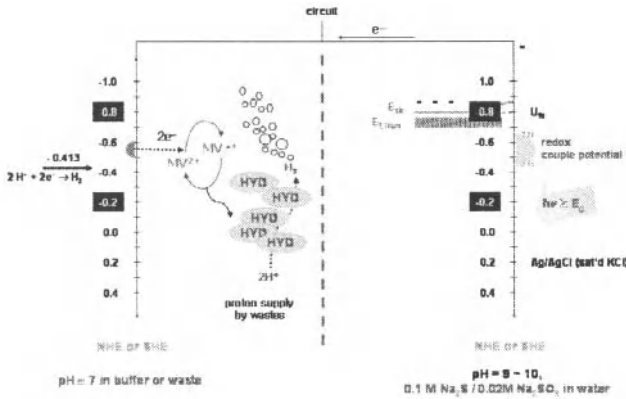 circuit
e⁻
-1.0
0.8
-0.6
-0.4
-0.2
0.0
0.2
0.4
- 0.413
2 H⁺ + 2e⁻ → H₂
2e⁻
MV²⁺
MV
H₂
HYD
HYD
HYD
HYD
HYD
2H⁺
proton supply
by wastes
NHE or SHE
pH = 7 in buffer or waste
1.0
0.8
-0.6
-0.4
-0.2
0.0
0.2
0.4
redox
couple potential
Ag/AgCl (sat'd KCl)
NHE or SHE
pH = 9 ~ 10,
0.1 M Na₂S / 0.02M Na₂SO₃ in water